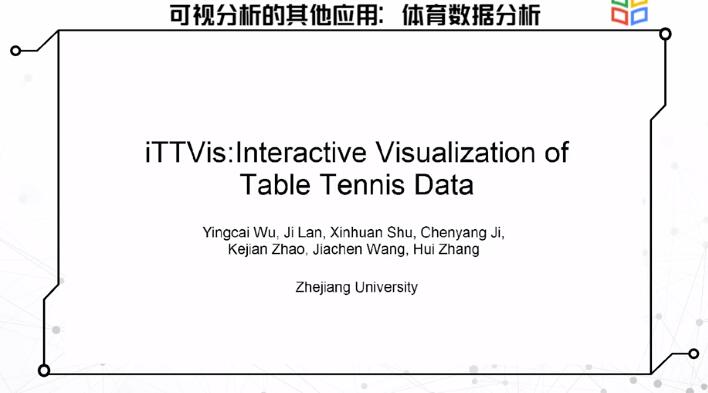 可视分析的其他应用：体育数据分析
iTTVis:Interactive Visualization of
Table Tennis Data
Yingcai Wu, Ji Lan, Xinhuan Shu, Chenyang Ji,
Kejian Zhao, Jiachen Wang, Hui Zhang
Zhejiang University